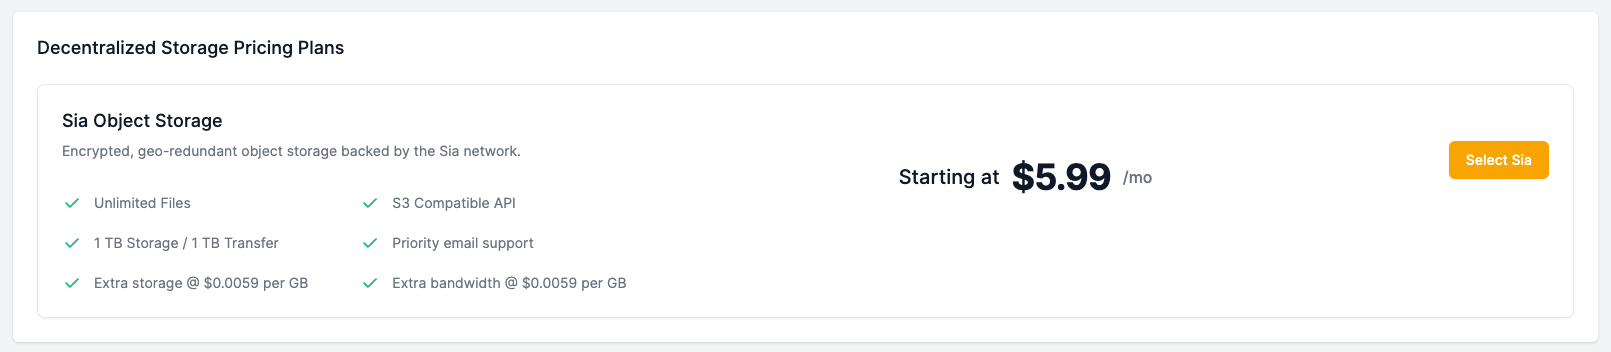 Decentralized Storage Pricing Plans
Sia Object Storage
Encrypted, geo-redundant object storage backed by the Sia network.
Unlimited Files
S3 Compatible API
1 TB Storage / 1 TB Transfer
Priority email support
Extra storage @ $0.0059 per GB
Extra bandwidth @ $0.0059 per GB
Starting at $5.99 /mo
Select Sia